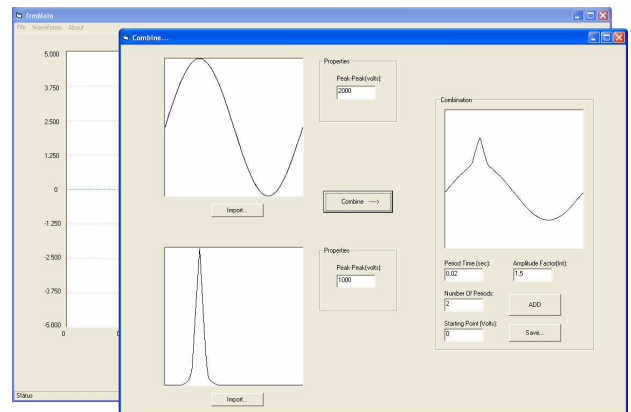 frmMain
File Waveforms About
5.000
3.750
2.500
1.250
0
-1.250
-2.500
-3.750
-5.000
0
Status
Combine...
Properties
Peak-Peak(volts):
2000
Import...
Combine ---->
Properties
Peak-Peak(volts):
1000
Import...
Combination
Period Time (sec):
0,02
Amplitude Factor(Int):
1,5
Number Of Periods:
2
ADD
Starting Point (Volts):
0
Save...